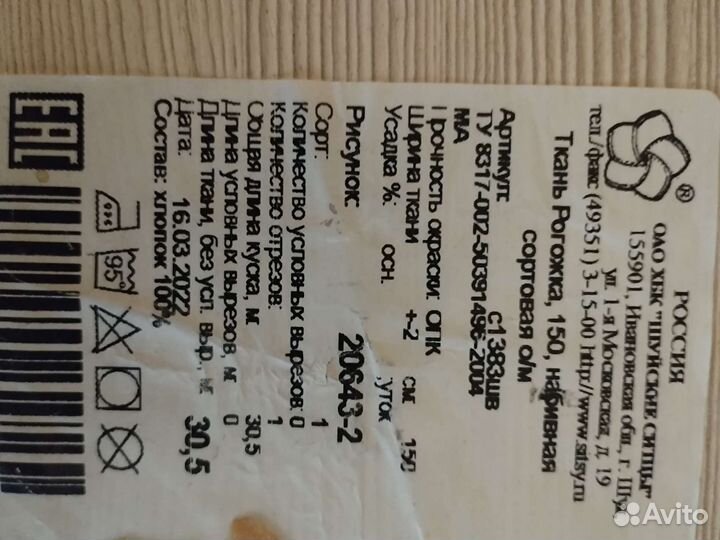 РОССИЯ
ОАО ХБК "ШУЙСКИЕ СИТЦЫ"
155901, Ивановская обл., г. Шуя
ул. 1-я Московская, д. 19
тел./факс (49351) 3-15-00 http//www.sitsy.ru
®
Ткань Рогожка, 150, набивная
сортовая о/м
Артикул: с1383шв
ТУ 8317-002-50391496-2004
МА
Прочность окраски: ОПК
Ширина ткани +-2 см: 150
Усадка %: осн. уток
Рисунок: 20643-2
Сорт: 1
Количество условных вырезов: 0
Количество отрезов: 1
Общая длина куска, м: 30,5
Длина условных вырезов, м: 0
Длина ткани, без усл. выр., м: 30,5
Дата: 16.03.2022
Состав: хлопок 100%
95°
EAC
Avito